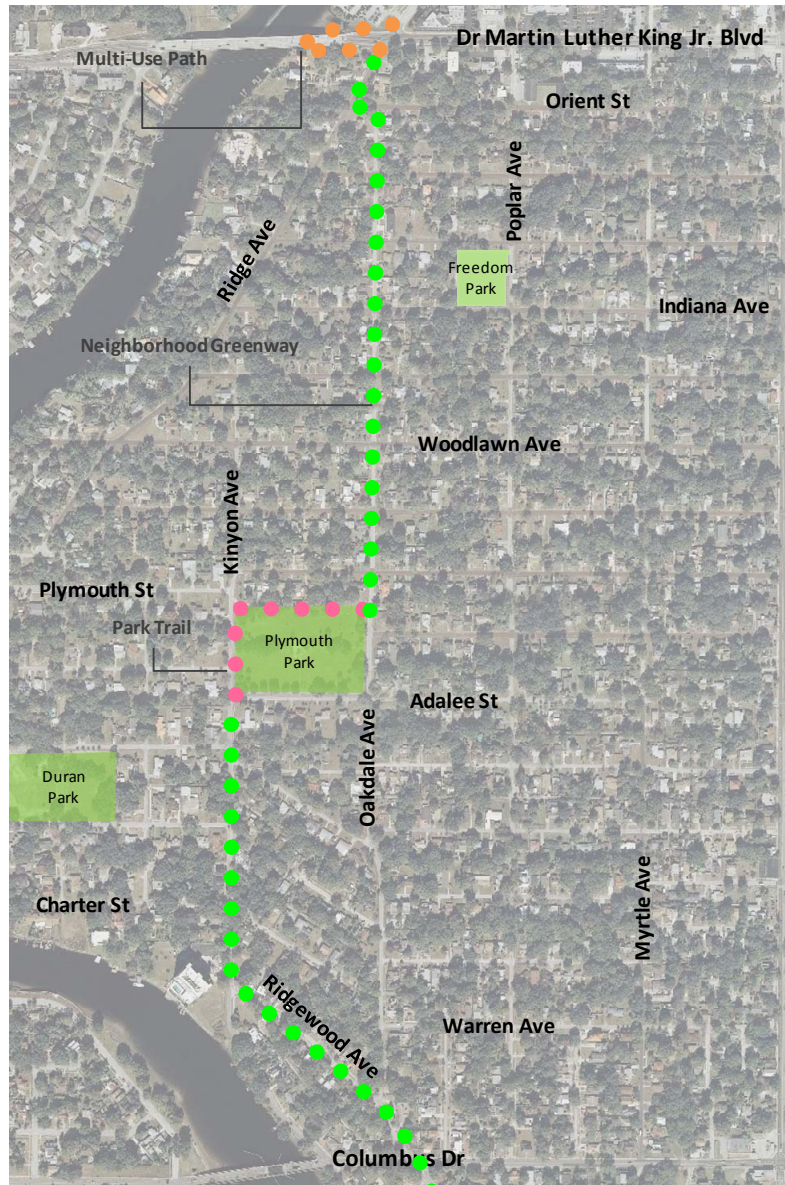 Dr Martin Luther King Jr. Blvd
Multi-Use Path
Orient St
Poplar Ave
Ridge Ave
Freedom
Park
Indiana Ave
Neighborhood Greenway
Woodlawn Ave
Kinyon Ave
Plymouth St
Park Trail
Plymouth
Park
Adalee St
Oakdale Ave
Duran
Park
Myrtle Ave
Charter St
Ridgewood Ave
Warren Ave
Columbus Dr